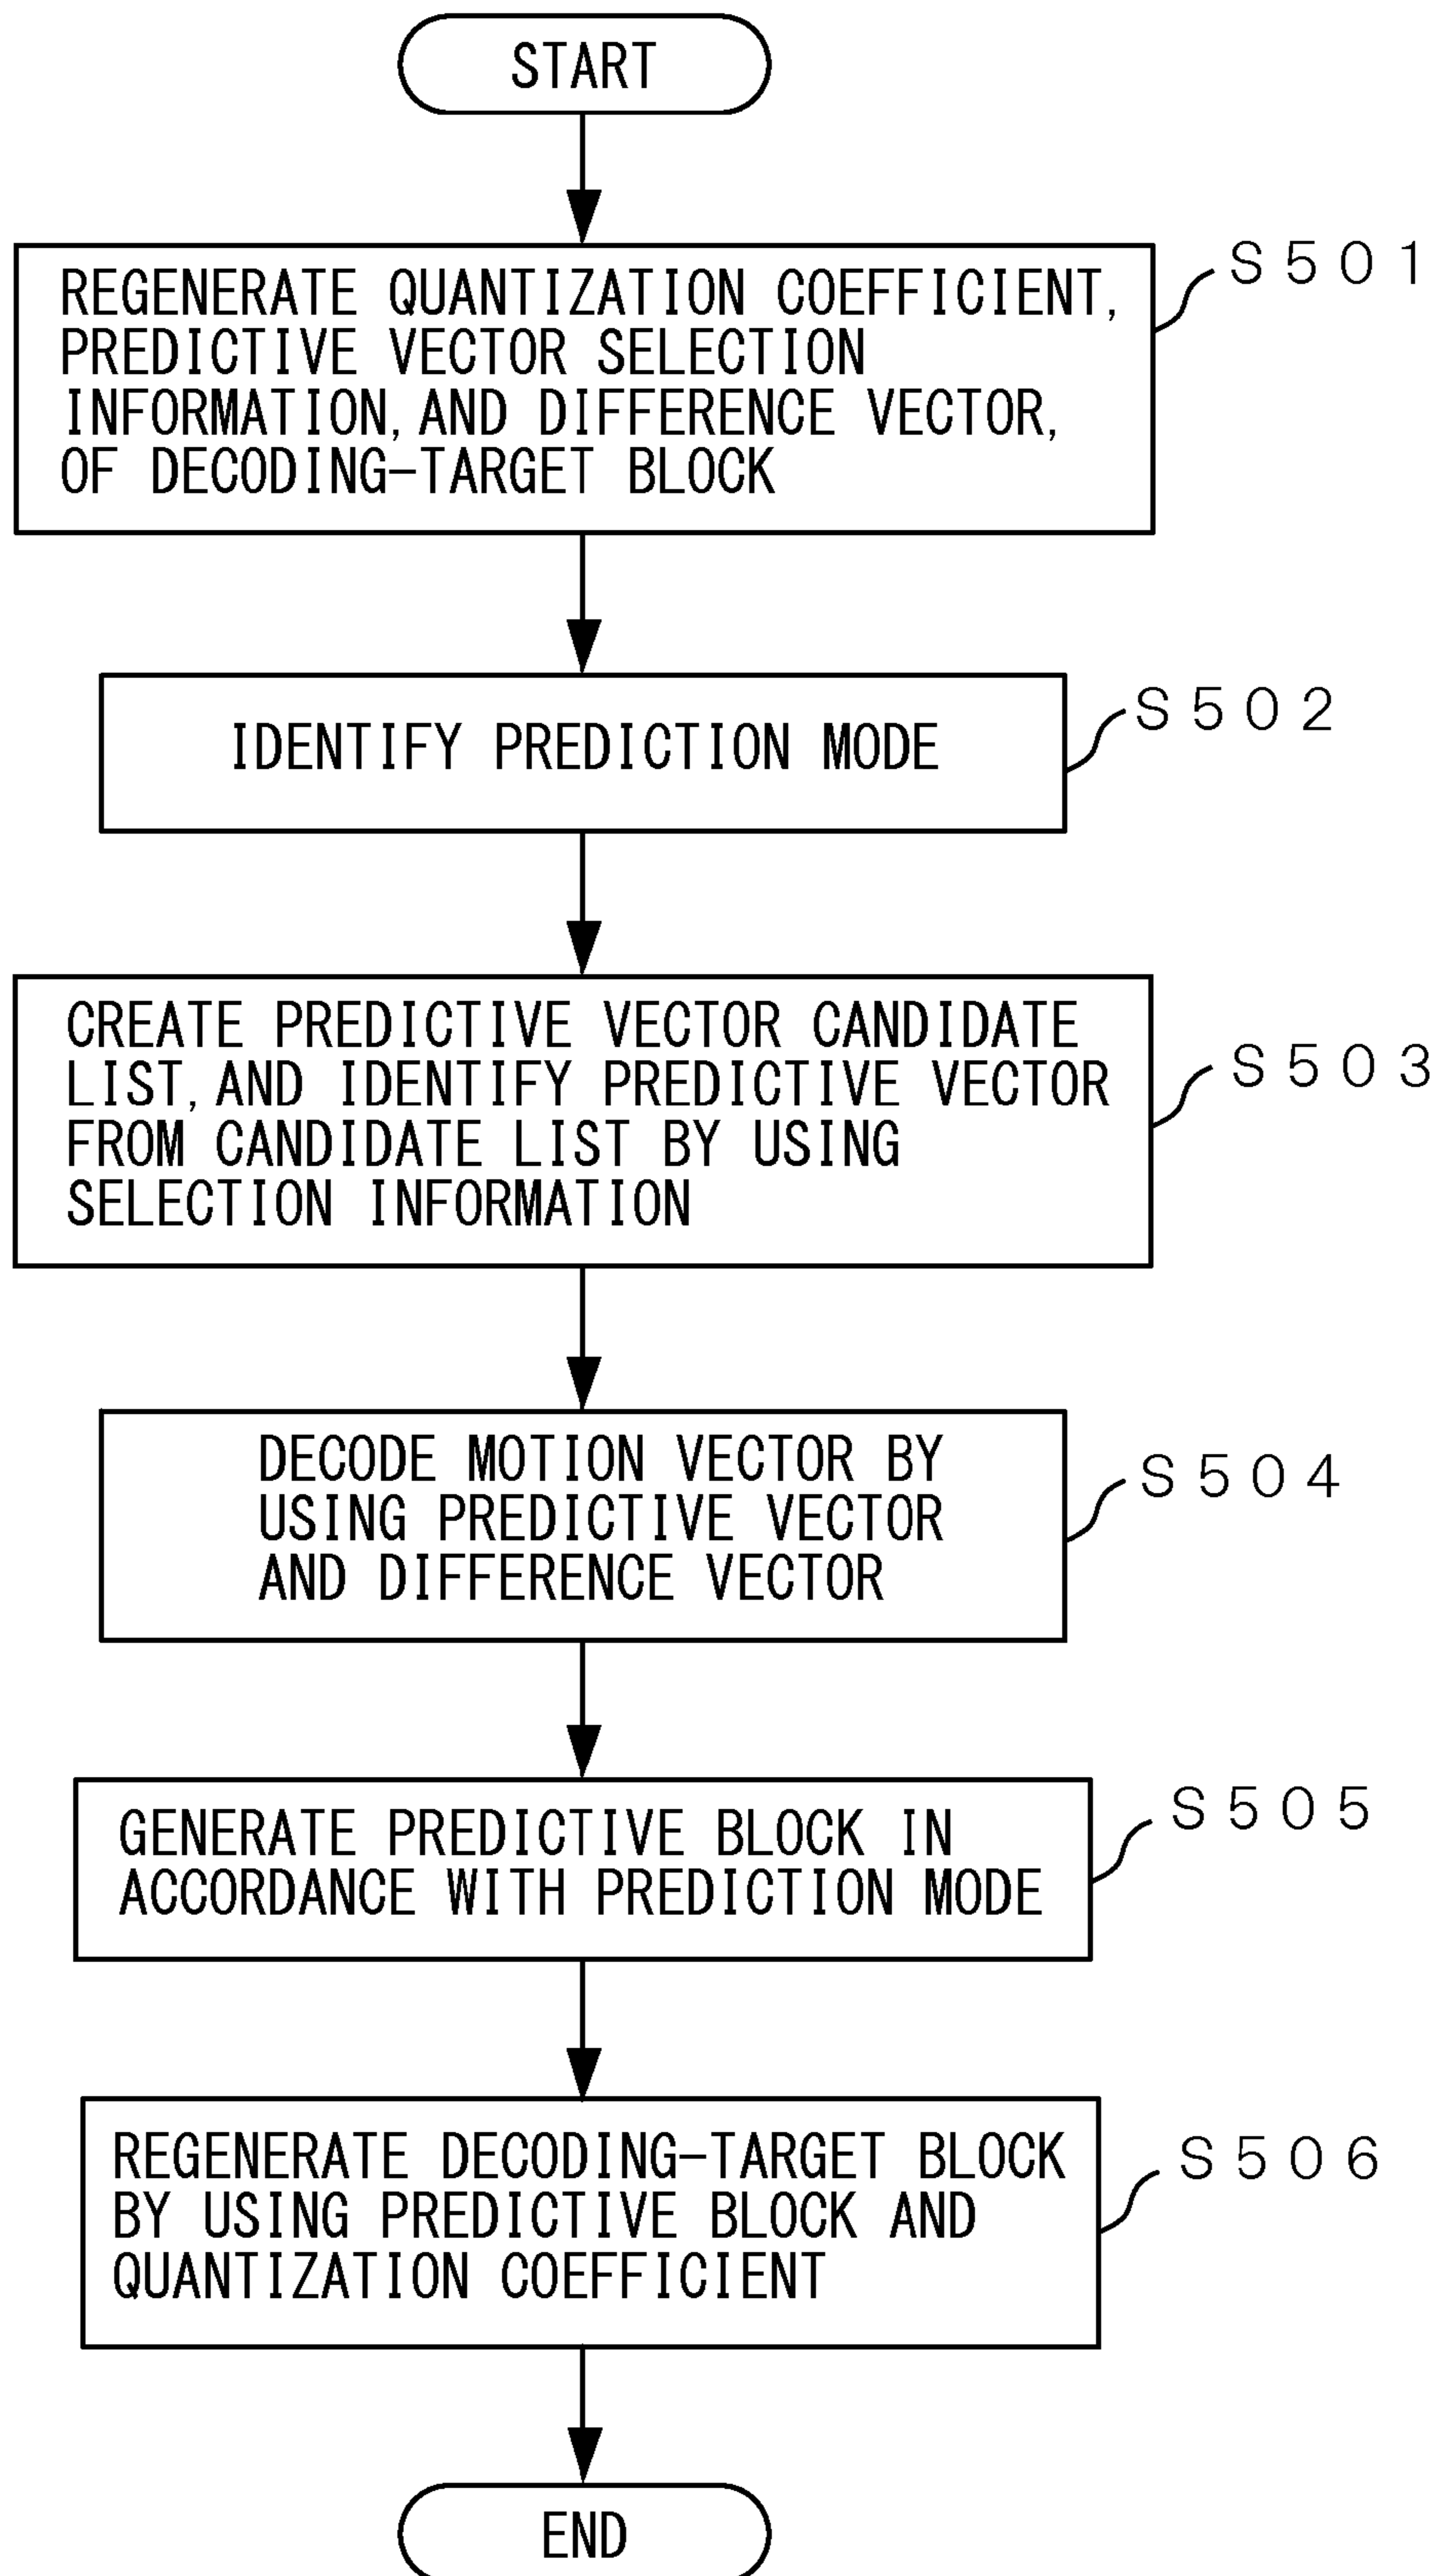 START
REGENERATE QUANTIZATION COEFFICIENT,
PREDICTIVE VECTOR SELECTION
INFORMATION, AND DIFFERENCE VECTOR,
OF DECODING-TARGET BLOCK
S501
IDENTIFY PREDICTION MODE
S502
CREATE PREDICTIVE VECTOR CANDIDATE
LIST, AND IDENTIFY PREDICTIVE VECTOR
FROM CANDIDATE LIST BY USING
SELECTION INFORMATION
S503
DECODE MOTION VECTOR BY
USING PREDICTIVE VECTOR
AND DIFFERENCE VECTOR
S504
GENERATE PREDICTIVE BLOCK IN
ACCORDANCE WITH PREDICTION MODE
S505
REGENERATE DECODING-TARGET BLOCK
BY USING PREDICTIVE BLOCK AND
QUANTIZATION COEFFICIENT
S506
END